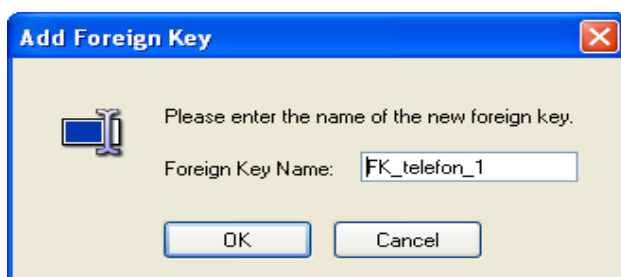 Add Foreign Key
Please enter the name of the new foreign key.
Foreign Key Name: FK_telefon_1
OK Cancel